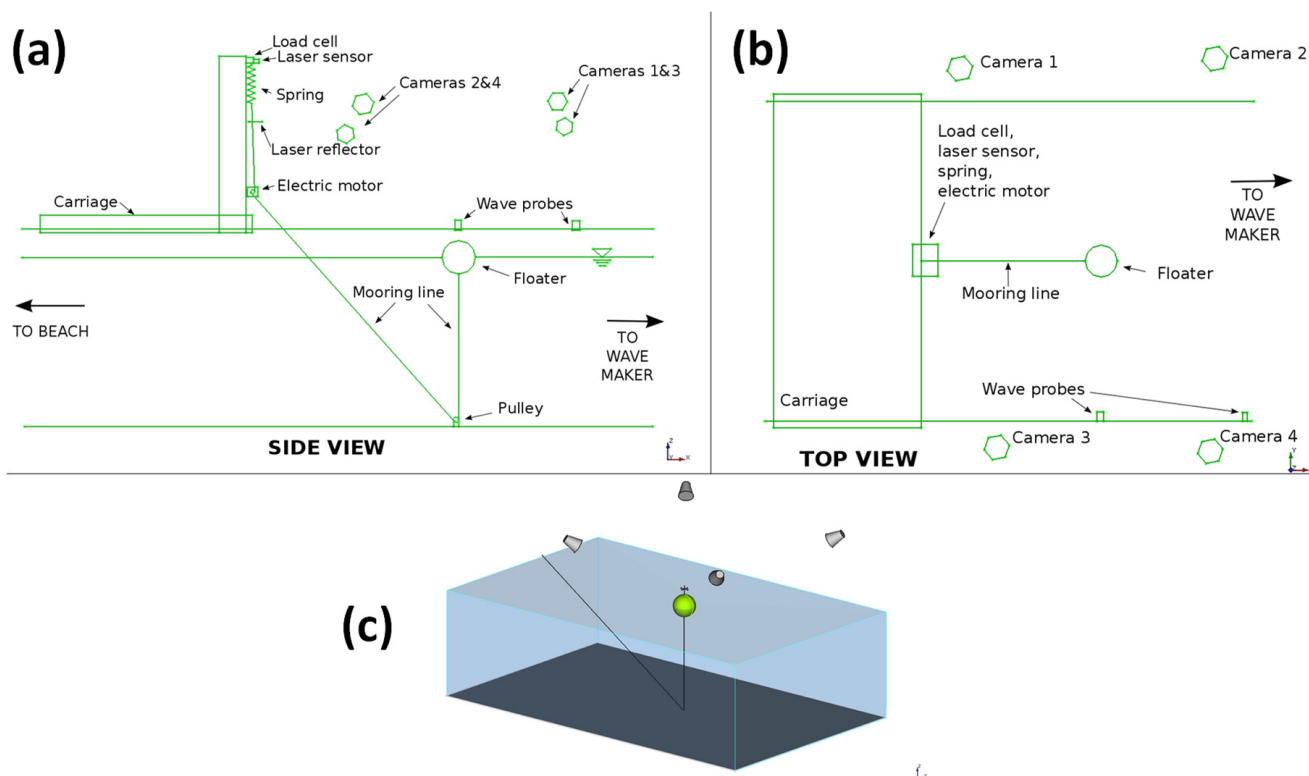 (a)
Load cell
Laser sensor
Spring
Cameras 2&4
Cameras 1&3
Laser reflector
Electric motor
Carriage
Wave probes
Floater
Mooring line
TO BEACH
TO
WAVE
MAKER
Pulley
SIDE VIEW
z
x
(b)
Camera 1
Camera 2
Load cell,
laser sensor,
spring,
electric motor
TO
WAVE
MAKER
Floater
Mooring line
Wave probes
Carriage
Camera 3
Camera 4
TOP VIEW
Y
(c)